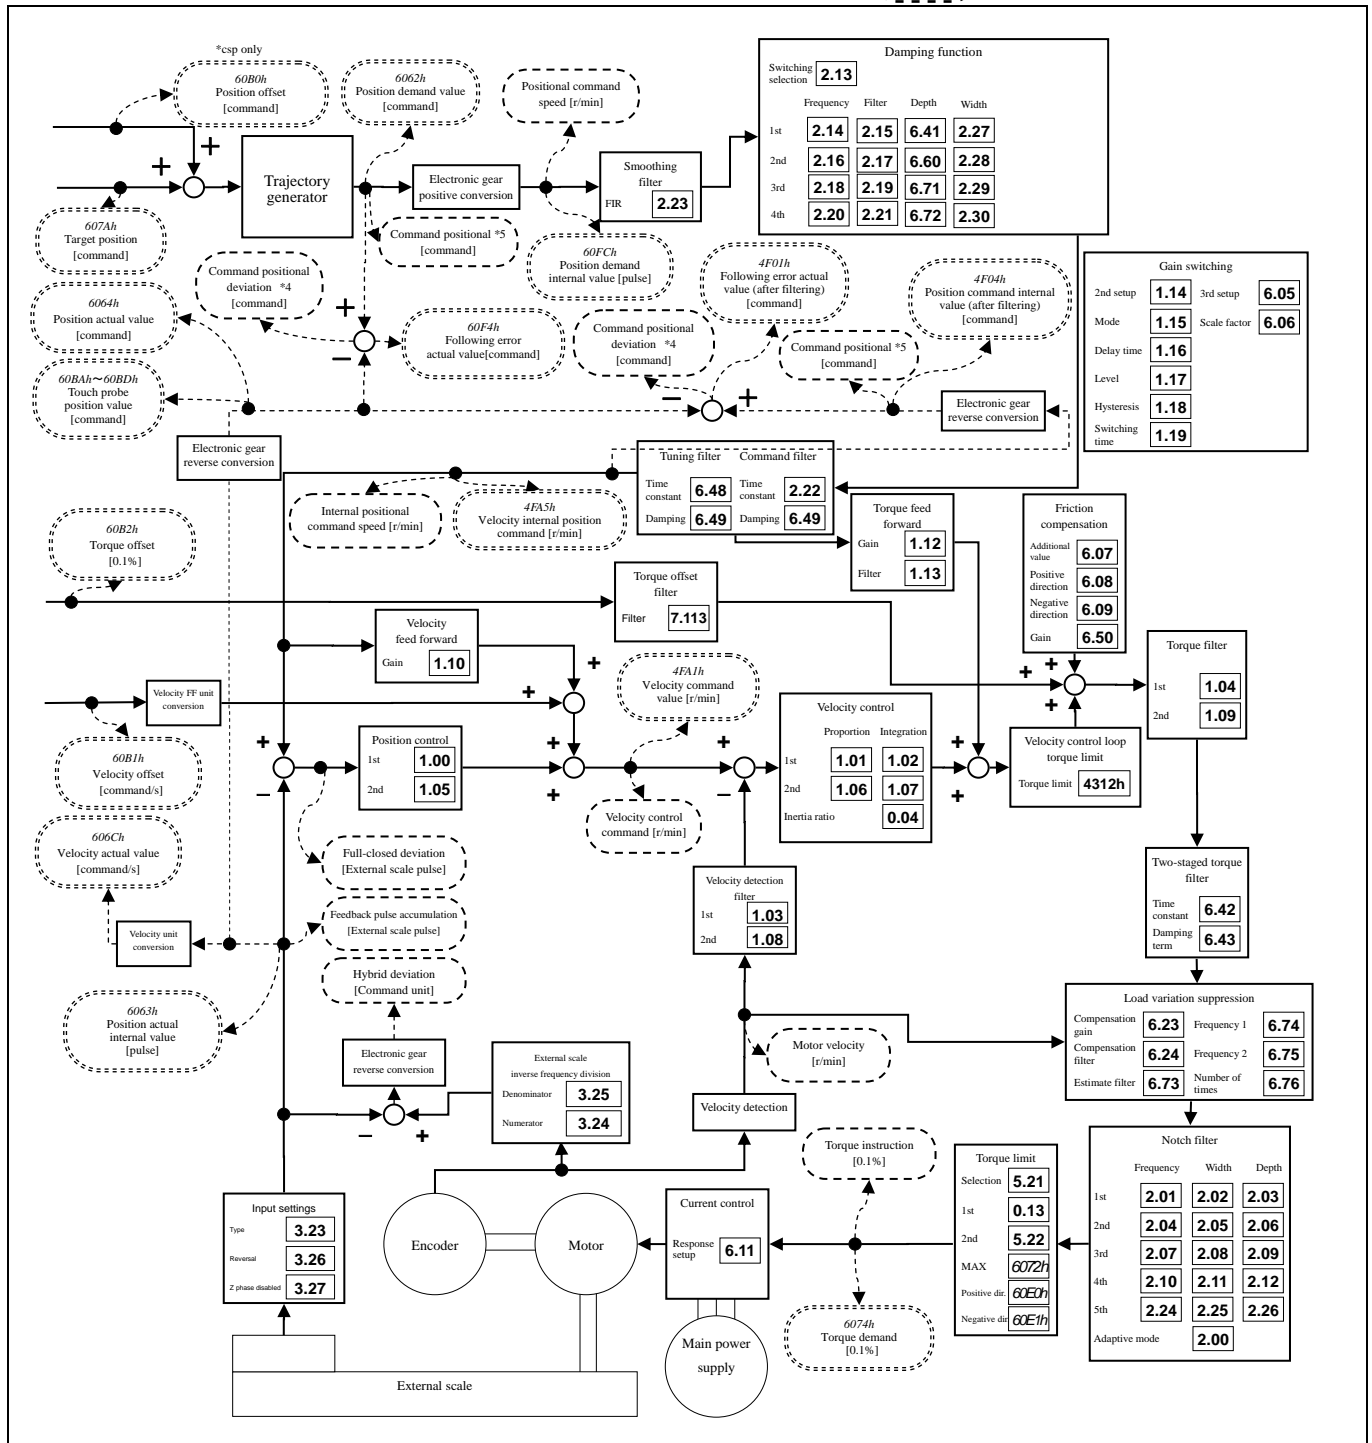 *csp only
60B0h
Position offset
[command]
6062h
Position demand value
[command]
Positional command
speed [r/min]
Damping function
Switching
selection 2.13
Frequency Filter Depth Width
1st 2.14 2.15 6.41 2.27
2nd 2.16 2.17 6.60 2.28
3rd 2.18 2.19 6.71 2.29
4th 2.20 2.21 6.72 2.30
+
+
Trajectory
generator
Electronic gear
positive conversion
Smoothing
filter
FIR 2.23
607Ah
Target position
[command]
Command positional *5
[command]
60FCh
Position demand
internal value [pulse]
4F01h
Following error actual
value (after filtering)
[command]
4F04h
Position command internal
value (after filtering)
[command]
Gain switching
2nd setup 1.14 3rd setup 6.05
Mode 1.15 Scale factor 6.06
Delay time 1.16
Level 1.17
Hysteresis 1.18
Switching
time 1.19
Command positional
deviation *4
[command]
6064h
Position actual value
[command]
+
−
60F4h
Following error
actual value[command]
Command positional
deviation *4
[command]
Command positional *5
[command]
60BAh～60BDh
Touch probe
position value
[command]
− +
Electronic gear
reverse conversion
Electronic gear
reverse conversion
Tuning filter Command filter
Time
constant 6.48 Time
constant 2.22
Damping 6.49 Damping 6.49
Internal positional
command speed [r/min]
4FA5h
Velocity internal position
command [r/min]
Torque feed
forward
Gain 1.12
Filter 1.13
Friction
compensation
Additional
value 6.07
Positive
direction 6.08
Negative
direction 6.09
Gain 6.50
60B2h
Torque offset
[0.1%]
Torque offset
filter
Filter 7.113
Velocity
feed forward
Gain 1.10
+
4FA1h
Velocity command
value [r/min]
+ +
+
Torque filter
1st 1.04
2nd 1.09
Velocity FF unit
conversion
+
60B1h
Velocity offset
[command/s]
+
−
Position control
1st 1.00
2nd 1.05
+
+
−
Velocity control
Proportion Integration
1st 1.01 1.02
2nd 1.06 1.07
Inertia ratio 0.04
+
+
Velocity control loop
torque limit
Torque limit 4312h
Velocity control
command [r/min]
606Ch
Velocity actual value
[command/s]
Full-closed deviation
[External scale pulse]
Velocity detection
filter
1st 1.03
2nd 1.08
Two-staged torque
filter
Time
constant 6.42
Damping
term 6.43
Velocity unit
conversion
Feedback pulse accumulation
[External scale pulse]
Hybrid deviation
[Command unit]
6063h
Position actual
internal value
[pulse]
Load variation suppression
Compensation
gain 6.23 Frequency 1 6.74
Compensation
filter 6.24 Frequency 2 6.75
Estimate filter 6.73 Number of
times 6.76
Motor velocity
[r/min]
Electronic gear
reverse conversion
External scale
inverse frequency division
Denominator 3.25
Numerator 3.24
Velocity detection
− +
Torque instruction
[0.1%]
Notch filter
Frequency Width Depth
1st 2.01 2.02 2.03
2nd 2.04 2.05 2.06
3rd 2.07 2.08 2.09
4th 2.10 2.11 2.12
5th 2.24 2.25 2.26
Adaptive mode 2.00
Torque limit
Selection 5.21
1st 0.13
2nd 5.22
MAX 6072h
Positive dir. 60E0h
Negative dir 60E1h
Input settings
Type 3.23
Reversal 3.26
Z phase disabled 3.27
Encoder
Motor
Current control
Response
setup 6.11
6074h
Torque demand
[0.1%]
Main power
supply
External scale